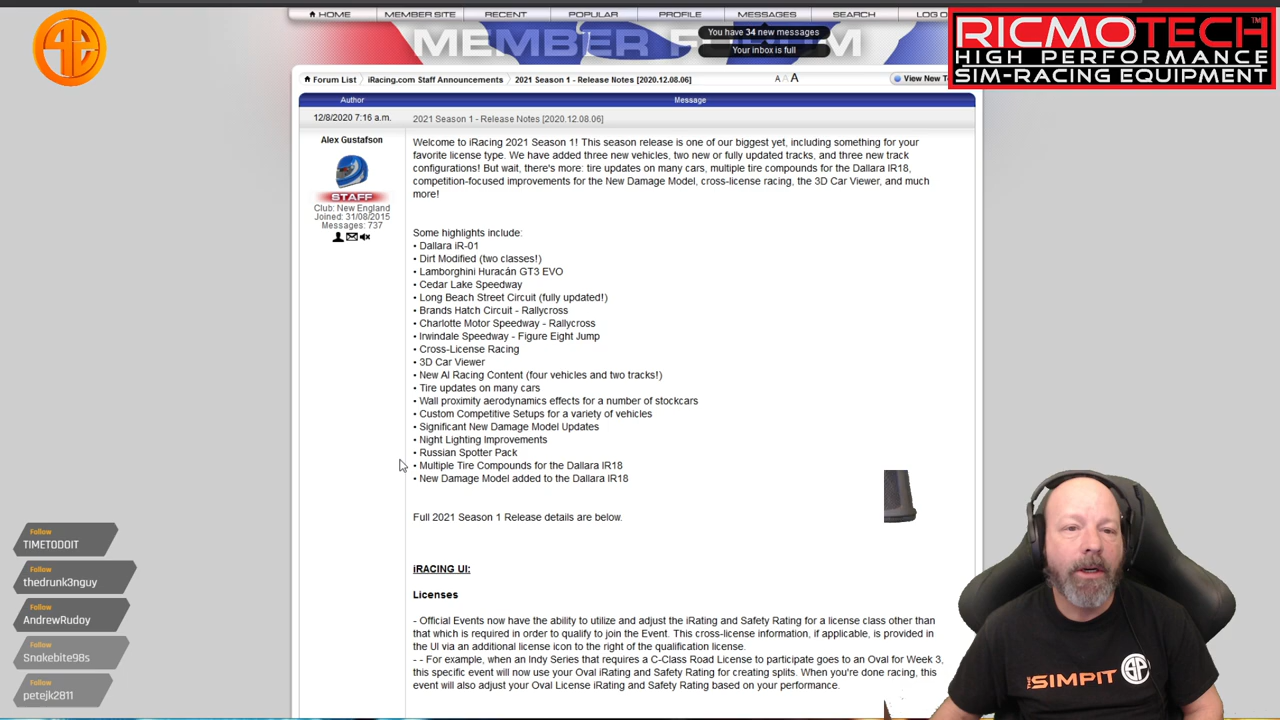 HOME MEMBER SITE RECENT POPULAR PROFILE MESSAGES SEARCH LOG O
MEMBER F UM
You have 34 new messages
Your inbox is full
RICMOTECH™
HIGH PERFORMANCE
SIM-RACING EQUIPMENT
Forum List > iRacing.com Staff Announcements > 2021 Season 1 - Release Notes [2020.12.08.06]
A A A
View New T
Author Message
12/8/2020 7:16 a.m.
2021 Season 1 - Release Notes [2020.12.08.06]
Alex Gustafson
STAFF
Club: New England
Joined: 31/08/2015
Messages: 737
Welcome to iRacing 2021 Season 1! This season release is one of our biggest yet, including something for your
favorite license type. We have added three new vehicles, two new or fully updated tracks, and three new track
configurations! But wait, there's more: tire updates on many cars, multiple tire compounds for the Dallara IR18,
competition-focused improvements for the New Damage Model, cross-license racing, the 3D Car Viewer, and much
more!
Some highlights include:
• Dallara iR-01
• Dirt Modified (two classes!)
• Lamborghini Huracán GT3 EVO
• Cedar Lake Speedway
• Long Beach Street Circuit (fully updated!)
• Brands Hatch Circuit - Rallycross
• Charlotte Motor Speedway - Rallycross
• Irwindale Speedway - Figure Eight Jump
• Cross-License Racing
• 3D Car Viewer
• New AI Racing Content (four vehicles and two tracks!)
• Tire updates on many cars
• Wall proximity aerodynamics effects for a number of stockcars
• Custom Competitive Setups for a variety of vehicles
• Significant New Damage Model Updates
• Night Lighting Improvements
• Russian Spotter Pack
• Multiple Tire Compounds for the Dallara IR18
• New Damage Model added to the Dallara IR18
Full 2021 Season 1 Release details are below.
iRACING UI:
Licenses
- Official Events now have the ability to utilize and adjust the iRating and Safety Rating for a license class other than
that which is required in order to qualify to join the Event. This cross-license information, if applicable, is provided in
the UI via an additional license icon to the right of the qualification license.
- - For example, when an Indy Series that requires a C-Class Road License to participate goes to an Oval for Week 3,
this specific event will now use your Oval iRating and Safety Rating for creating splits. When you're done racing, this
event will also adjust your Oval License iRating and Safety Rating based on your performance.
Follow
TIMETODOIT
Follow
thedrunk3nguy
Follow
AndrewRudoy
Follow
Snakebite98s
Follow
petejk2811
THE SIMPIT